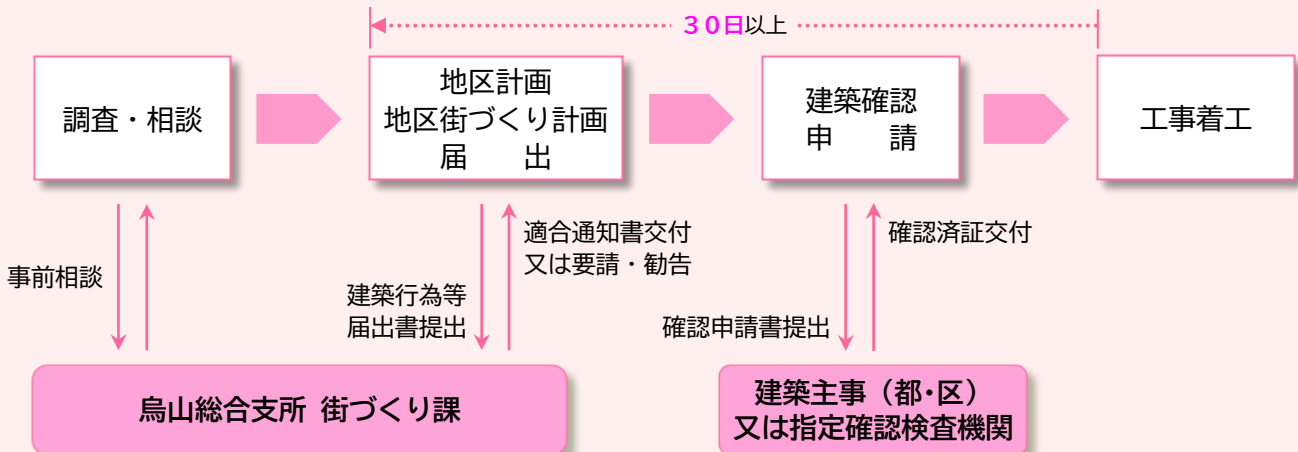 ３０日以上
調査・相談
地区計画
地区街づくり計画
届　　出
建築確認
申　　請
工事着工
事前相談
建築行為等
届出書提出
適合通知書交付
又は要請・勧告
確認申請書提出
確認済証交付
烏山総合支所 街づくり課
建築主事（都・区）
又は指定確認検査機関